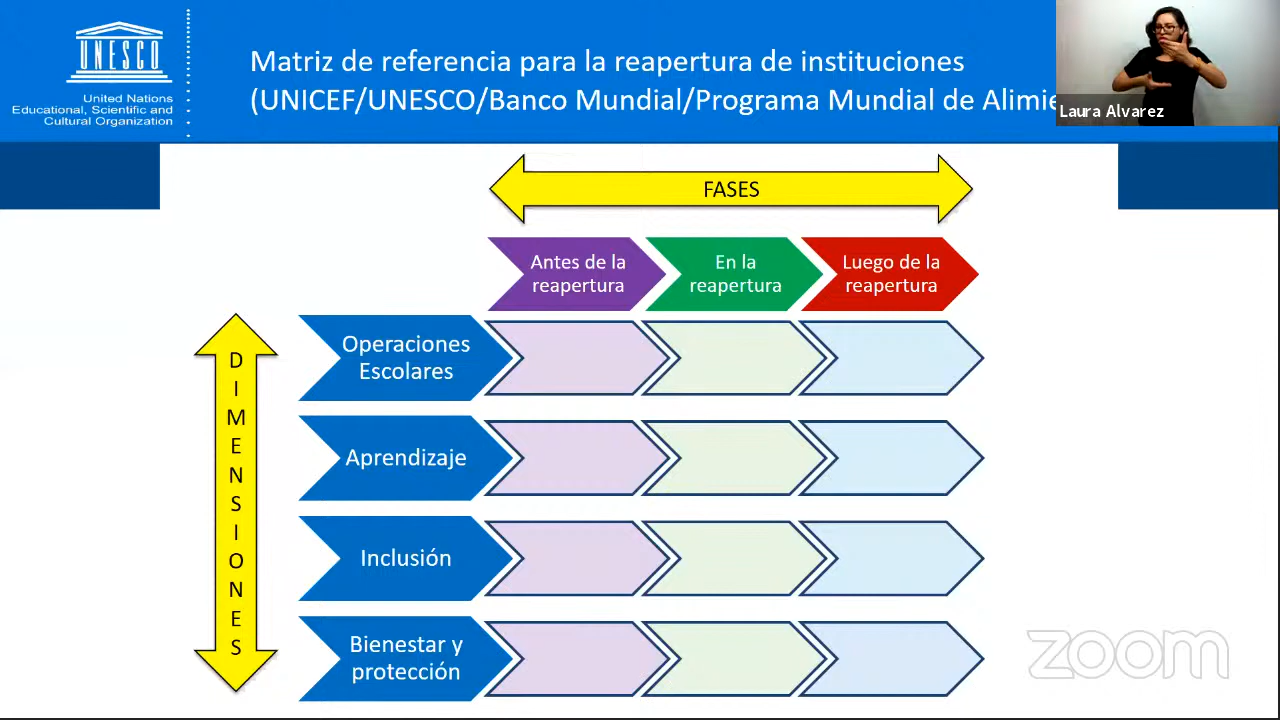 UNESCO
United Nations
Educational, Scientific and
Cultural Organization
Matriz de referencia para la reapertura de instituciones
(UNICEF/UNESCO/Banco Mundial/Programa Mundial de Alimie
Laura Alvarez
FASES
Antes de la
reapertura
En la
reapertura
Luego de la
reapertura
DIMENSIONES
Operaciones
Escolares
Aprendizaje
Inclusión
Bienestar y
protección
zoom